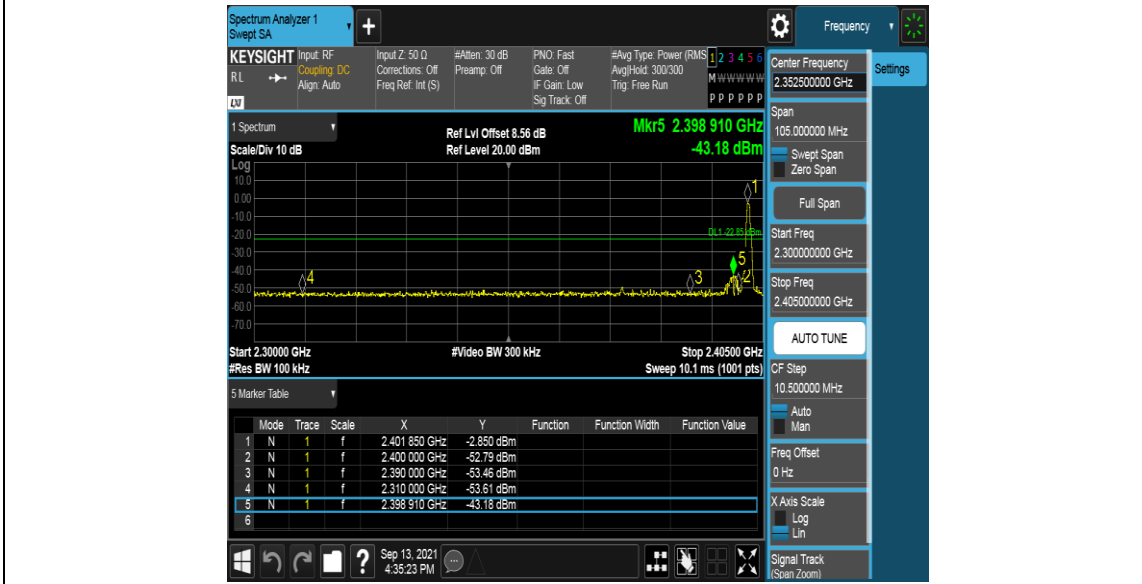 Spectrum Analyzer 1
Swept SA
Frequency
KEYSIGHT Input: RF
Coupling: DC
Align: Auto
RL
LXI
Input Z: 50 Ω
Corrections: Off
Freq Ref: Int (S)
#Atten: 30 dB
Preamp: Off
PNO: Fast
Gate: Off
IF Gain: Low
Sig Track: Off
#Avg Type: Power (RMS
Avg|Hold: 300/300
Trig: Free Run
1 2 3 4 5 6
M W W W W W
P P P P P P
1 Spectrum
Scale/Div 10 dB
Ref Lvl Offset 8.56 dB
Ref Level 20.00 dBm
Mkr5 2.398 910 GHz
-43.18 dBm
Log
10.0
0.00
-10.0
-20.0
-30.0
-40.0
-50.0
-60.0
-70.0
1
DL1 -22.85 dBm
5
4
3
2
Start 2.30000 GHz
#Res BW 100 kHz
#Video BW 300 kHz
Stop 2.40500 GHz
Sweep 10.1 ms (1001 pts)
5 Marker Table
Mode Trace Scale X Y Function Function Width Function Value
1 N 1 f 2.401 850 GHz -2.850 dBm
2 N 1 f 2.400 000 GHz -52.79 dBm
3 N 1 f 2.390 000 GHz -53.46 dBm
4 N 1 f 2.310 000 GHz -53.61 dBm
5 N 1 f 2.398 910 GHz -43.18 dBm
6
Sep 13, 2021
4:35:23 PM
?
Center Frequency
2.352500000 GHz
Settings
Span
105.000000 MHz
Swept Span
Zero Span
Full Span
Start Freq
2.300000000 GHz
Stop Freq
2.405000000 GHz
AUTO TUNE
CF Step
10.500000 MHz
Auto
Man
Freq Offset
0 Hz
X Axis Scale
Log
Lin
Signal Track
(Span Zoom)